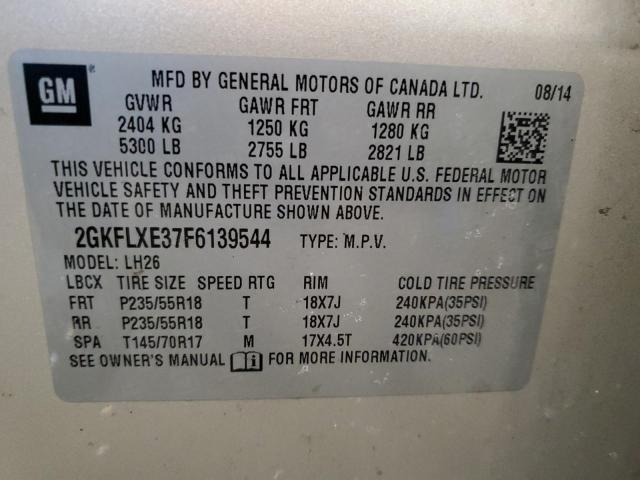 GM ® MFD BY GENERAL MOTORS OF CANADA LTD. 08/14
GVWR GAWR FRT GAWR RR
2404 KG 1250 KG 1280 KG
5300 LB 2755 LB 2821 LB
THIS VEHICLE CONFORMS TO ALL APPLICABLE U.S. FEDERAL MOTOR
VEHICLE SAFETY AND THEFT PREVENTION STANDARDS IN EFFECT ON
THE DATE OF MANUFACTURE SHOWN ABOVE.
2GKFLXE37F6139544 TYPE: M.P.V.
MODEL: LH26
LBCX TIRE SIZE SPEED RTG RIM COLD TIRE PRESSURE
FRT P235/55R18 T 18X7J 240KPA(35PSI)
RR P235/55R18 T 18X7J 240KPA(35PSI)
SPA T145/70R17 M 17X4.5T 420KPA(60PSI)
SEE OWNER'S MANUAL FOR MORE INFORMATION.